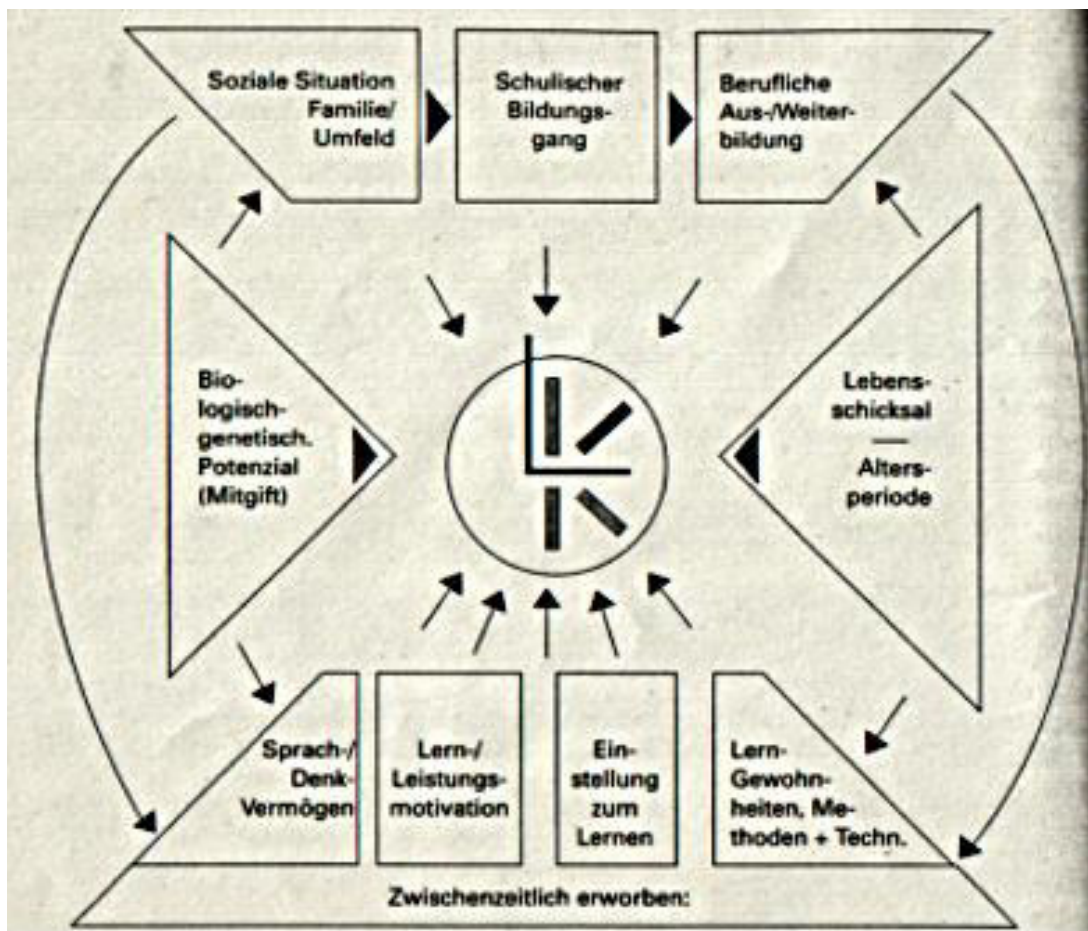 Soziale Situation
Familie/
Umfeld
Schulischer
Bildungs-
gang
Berufliche
Aus-/Weiter-
bildung
Bio-
logisch-
genetisch.
Potenzial
(Mitgift)
Lebens-
schicksal
—
Alters-
periode
Sprach-/
Denk-
Vermögen
Lern-/
Leistungs-
motivation
Ein-
stellung
zum
Lernen
Lern-
Gewohn-
heiten, Me-
thoden + Techn.
Zwischenzeitlich erworben: